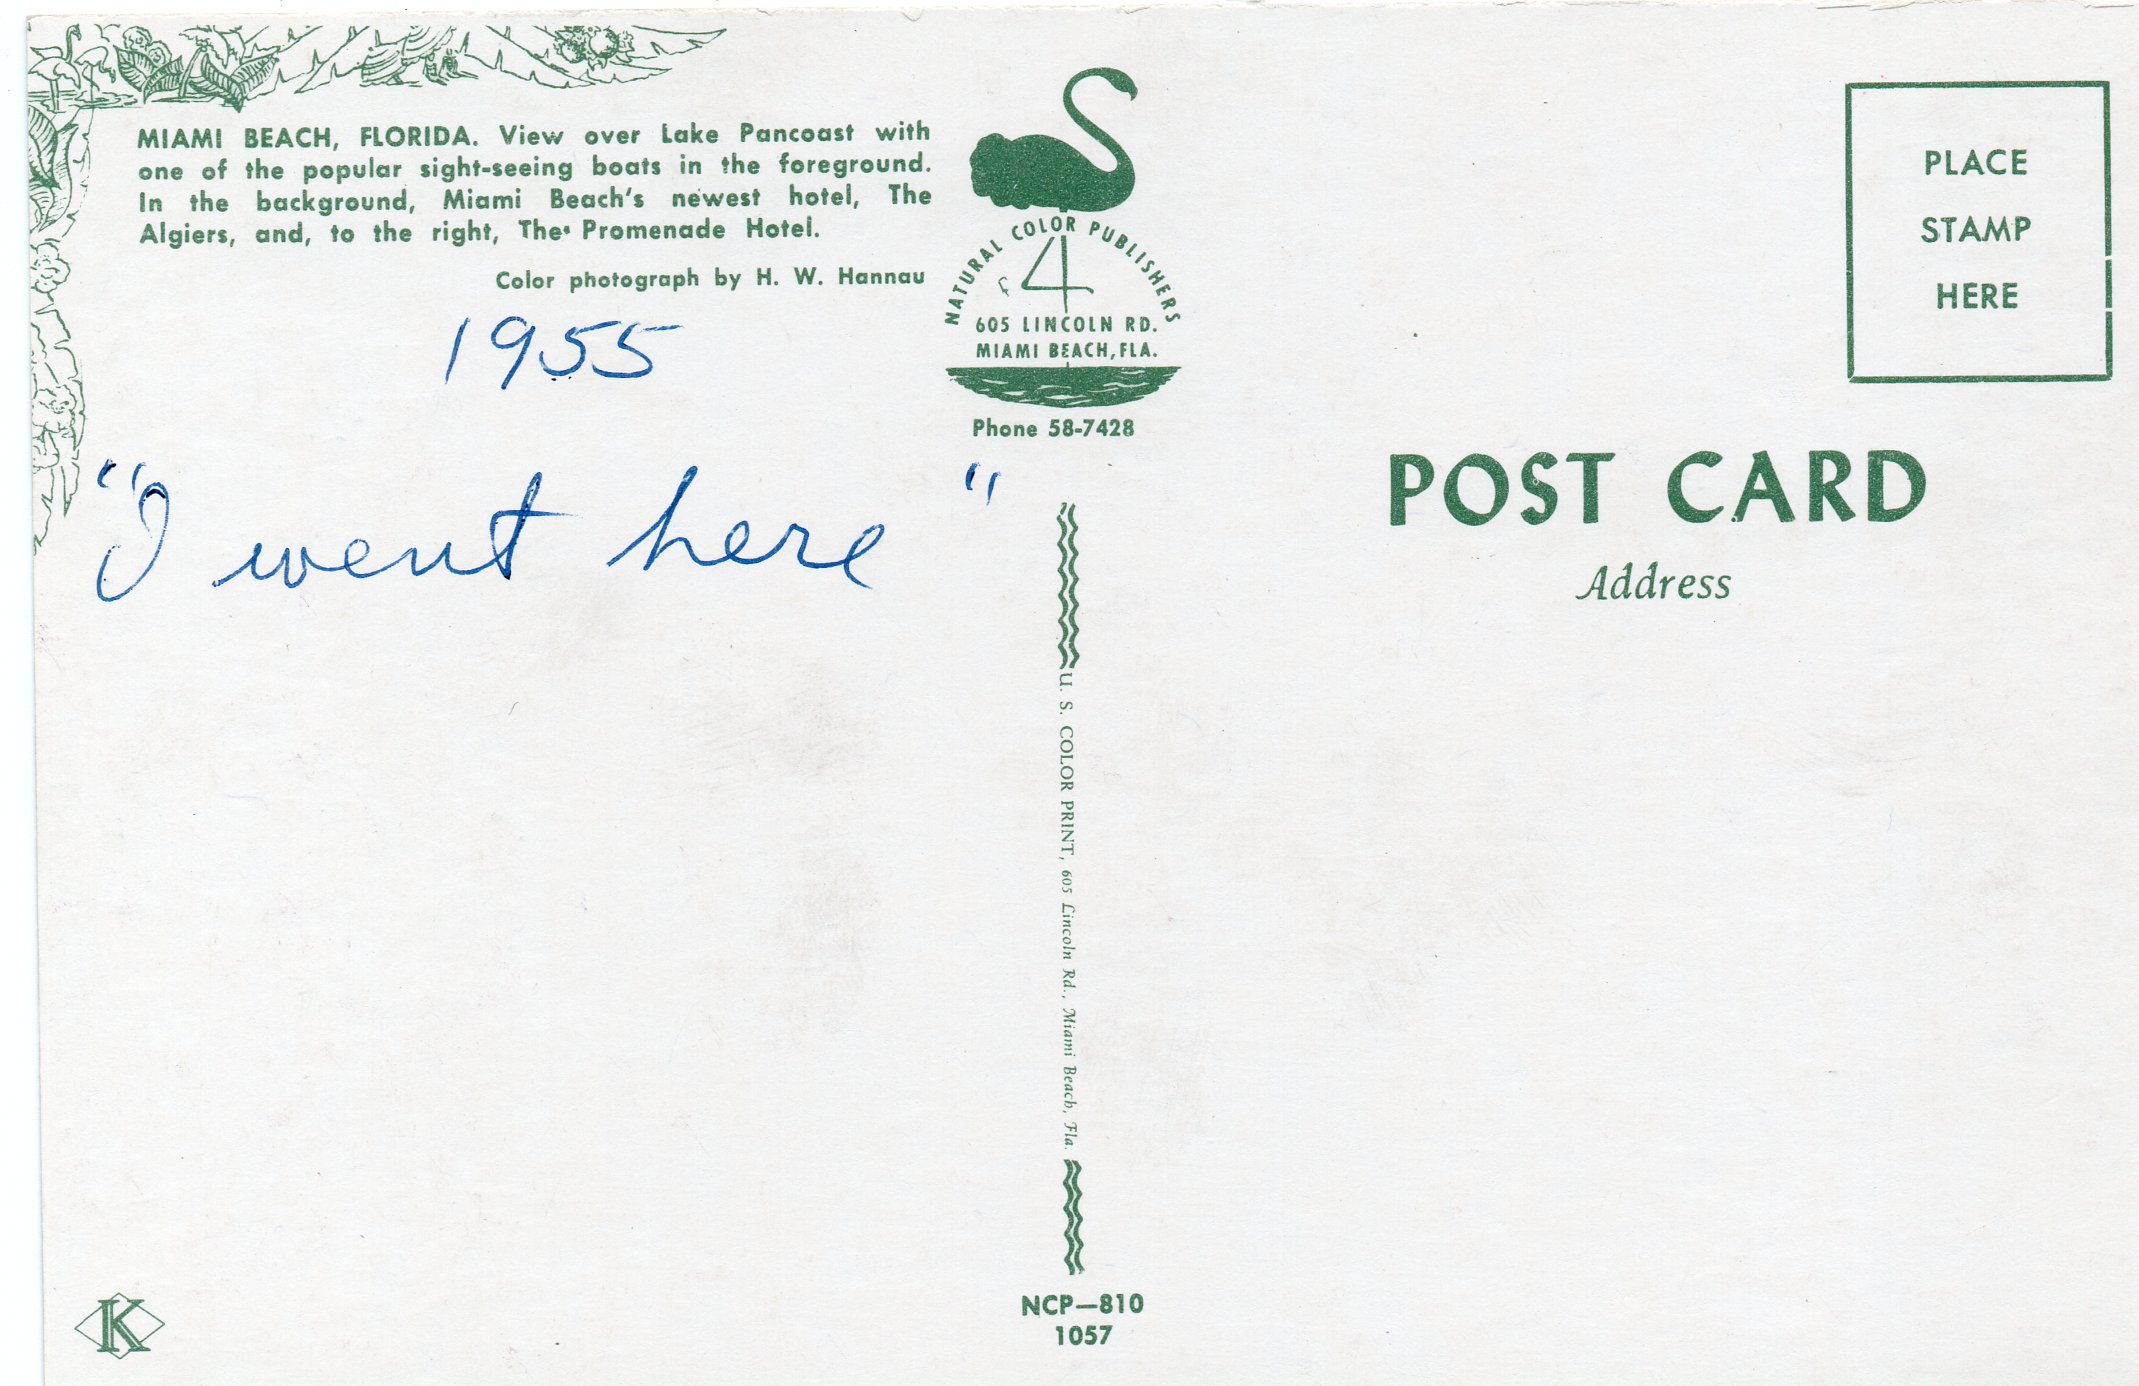 MIAMI BEACH, FLORIDA. View over Lake Pancoast with
one of the popular sight-seeing boats in the foreground.
In the background, Miami Beach's newest hotel, The
Algiers, and, to the right, The Promenade Hotel.
Color photograph by H. W. Hannau
1955
"I went here"
NATURAL COLOR PUBLISHERS
4
605 LINCOLN RD.
MIAMI BEACH, FLA.
Phone 58-7428
U. S. COLOR PRINT, 605 Lincoln Rd., Miami Beach, Fla.
NCP—810
1057
K
PLACE
STAMP
HERE
POST CARD
Address